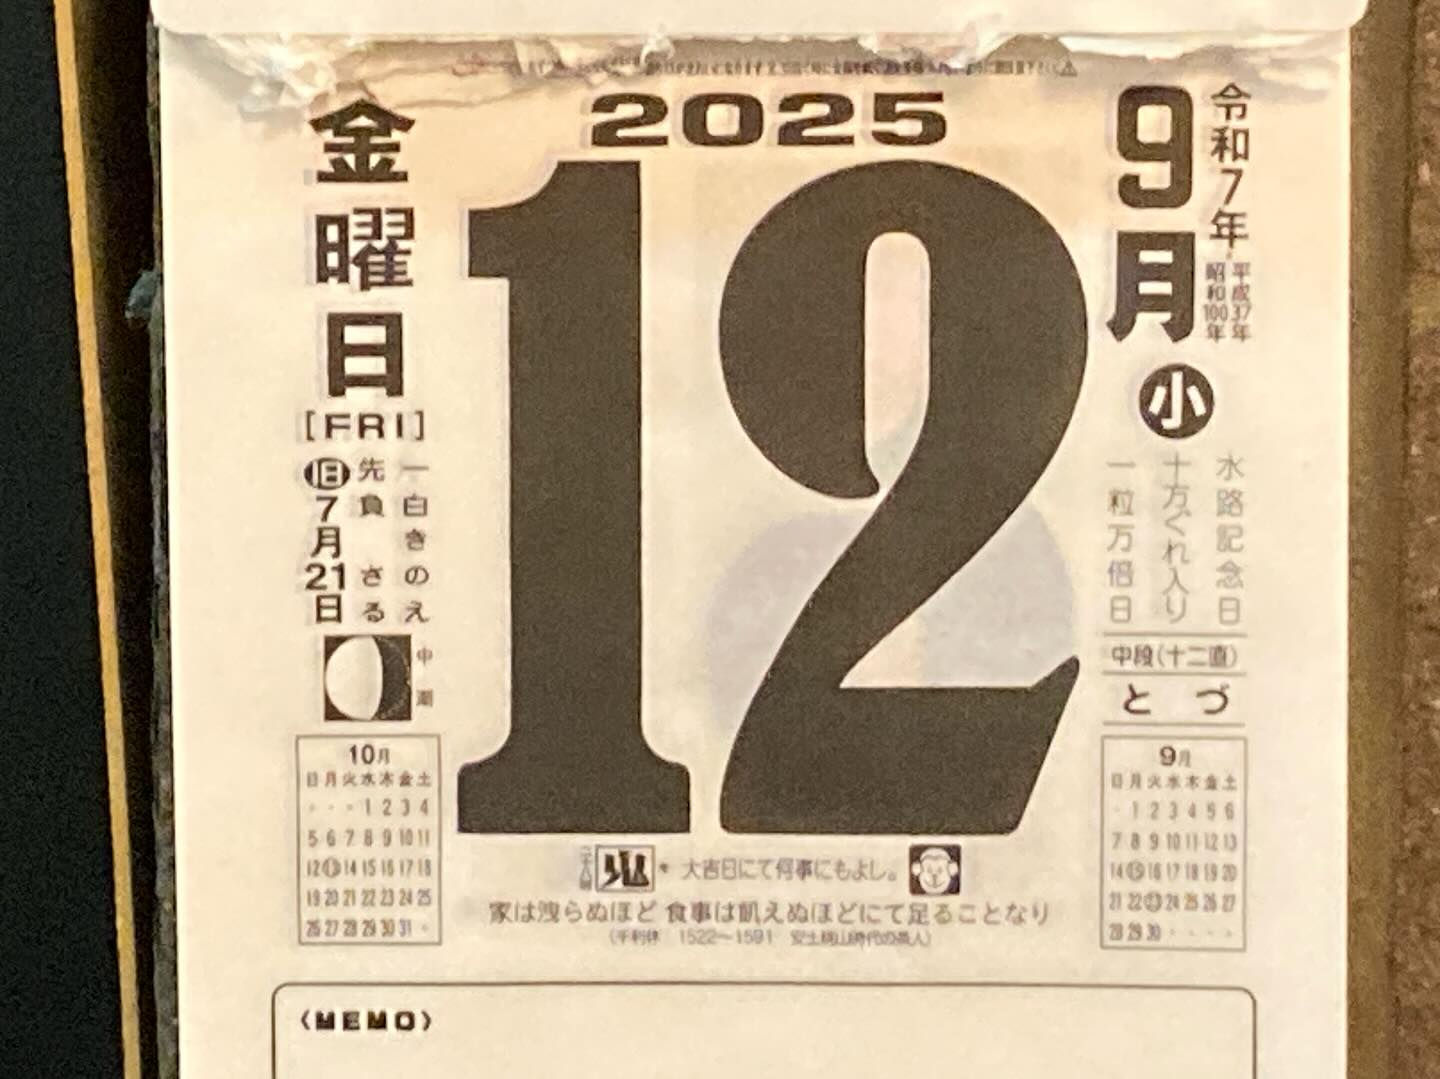 2025
9月
令和7年
平成37年
昭和100年
小
金曜日
[FRI]
12
旧7月21日
先負 さる
一白きのえ
中潮
水路記念日
十方ぐれ入り
一粒万倍日
中段(十二直)
とづ
10月
日月火水木金土
1 2 3 4
5 6 7 8 9 10 11
12 13 14 15 16 17 18
19 20 21 22 23 24 25
26 27 28 29 30 31
9月
日月火水木金土
1 2 3 4 5 6
7 8 9 10 11 12 13
14 15 16 17 18 19 20
21 22 23 24 25 26 27
28 29 30
大吉日にて何事にもよし。
家は洩らぬほど 食事は飢えぬほどにて足ることなり
(千利休 1522〜1591 安土桃山時代の商人)
〈MEMO〉